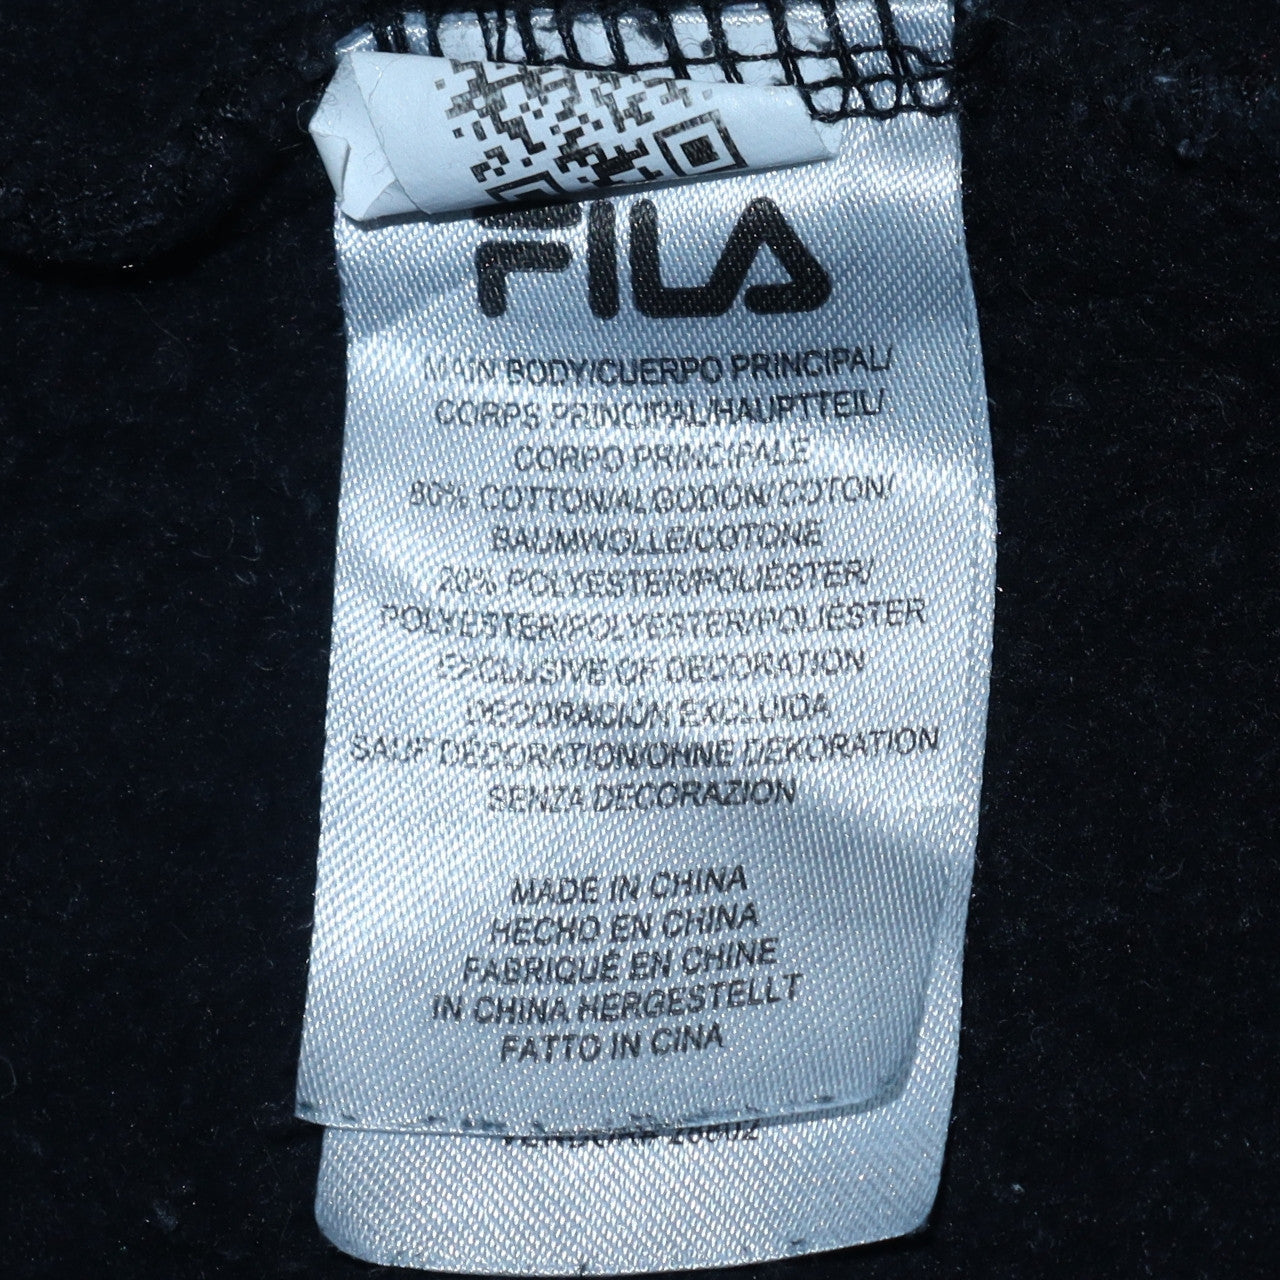 FILA
MAIN BODY/CUERPO PRINCIPAL/
CORPS PRINCIPAL/HAUPTTEIL/
CORPO PRINCIPALE
80% COTTON/ALGODON/COTON/
BAUMWOLLE/COTONE
20% POLYESTER/POLIÉSTER/
POLYESTER/POLYESTER/POLIÉSTER
EXCLUSIVE OF DECORATION
DECORACIÓN EXCLUIDA
SAUF DÉCORATION/OHNE DEKORATION
SENZA DECORAZION
MADE IN CHINA
HECHO EN CHINA
FABRIQUÉ EN CHINE
IN CHINA HERGESTELLT
FATTO IN CINA